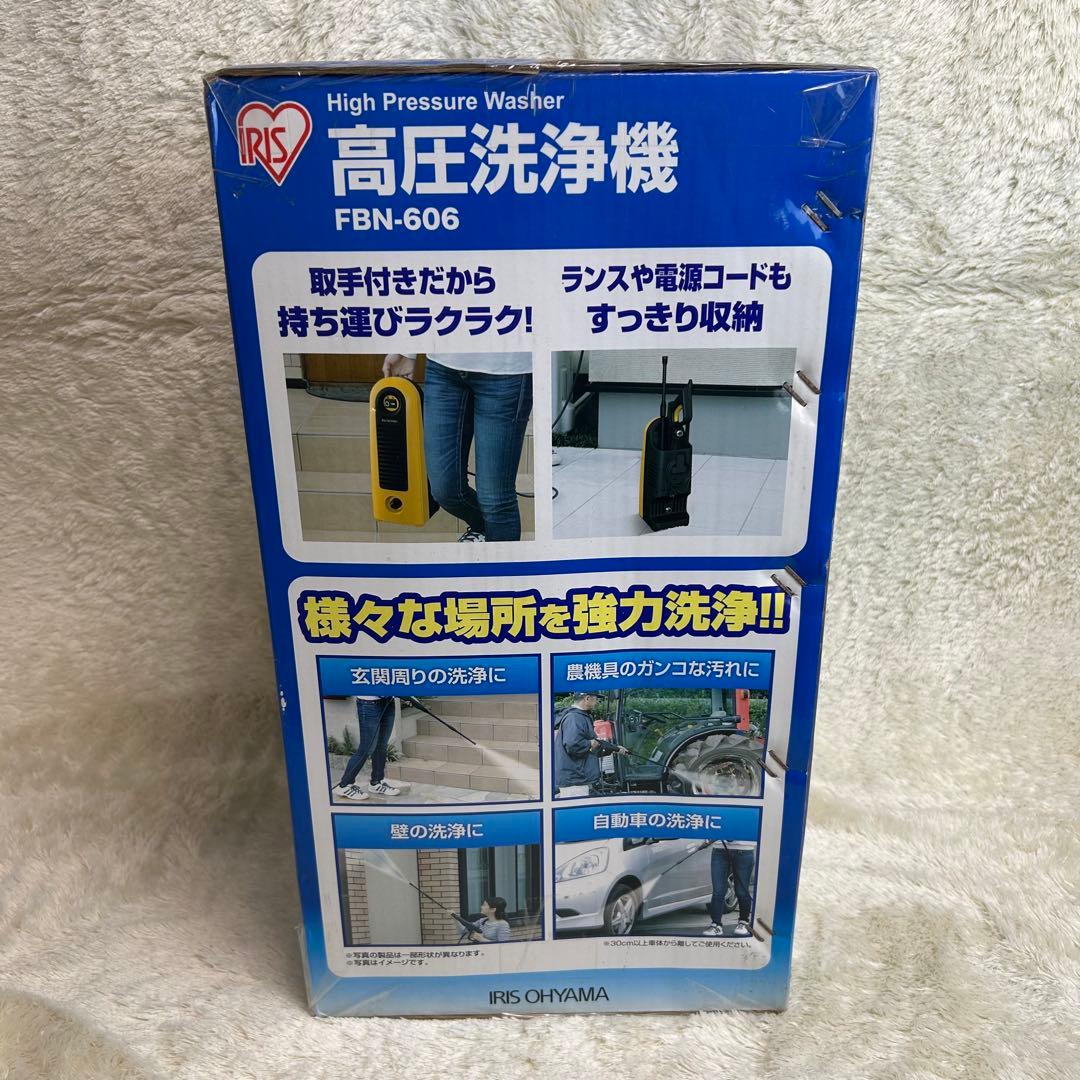 IRIS
High Pressure Washer
高圧洗浄機
FBN-606
取手付きだから
持ち運びラクラク!
ランスや電源コードも
すっきり収納
様々な場所を強力洗浄!!
玄関周りの洗浄に
農機具のガンコな汚れに
壁の洗浄に
自動車の洗浄に
※30cm以上車体から離してご使用ください。
※写真の製品は一部形状が異なります。
※写真はイメージです。
IRIS OHYAMA